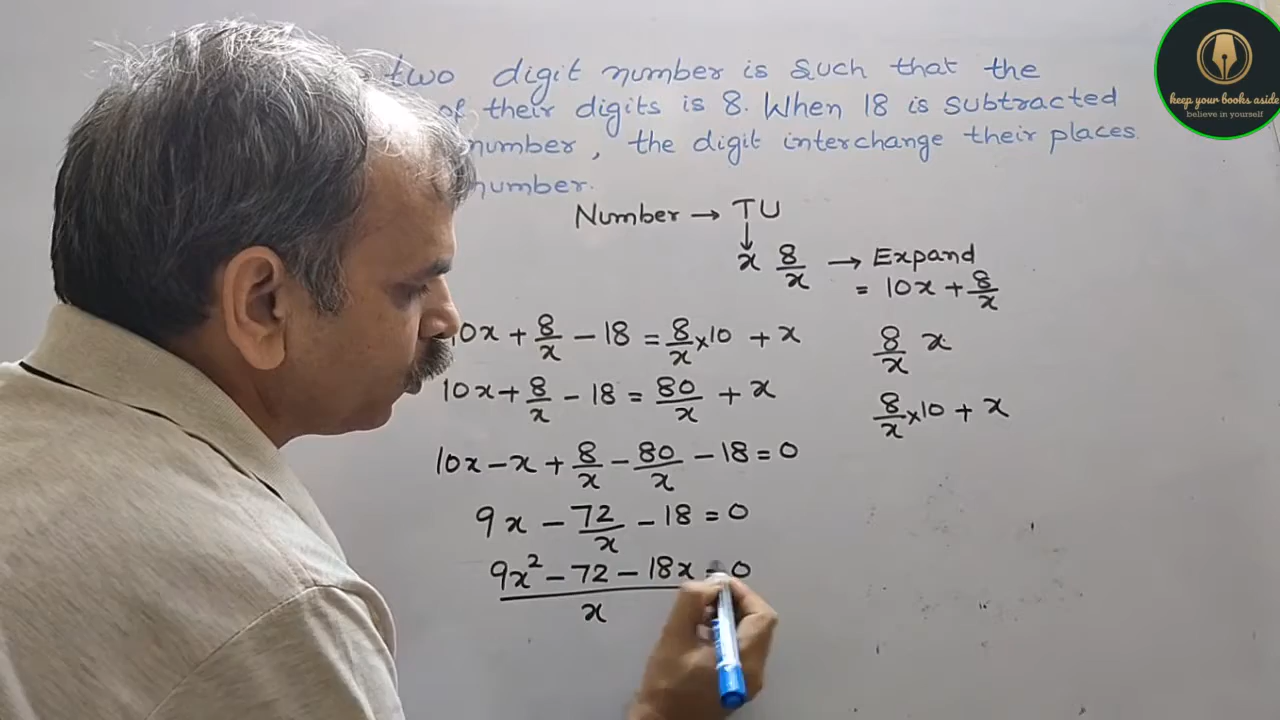 two digit number is such that the
of their digits is 8. When 18 is subtracted
number, the digit interchange their places
number.
Number → TU
x 8/x → Expand
= 10x + 8/x
10x + 8/x - 18 = 8/x × 10 + x
8/x x
10x + 8/x - 18 = 80/x + x
8/x × 10 + x
10x - x + 8/x - 80/x - 18 = 0
9x - 72/x - 18 = 0
9x² - 72 - 18x = 0
x
keep your books aside
believe in yourself